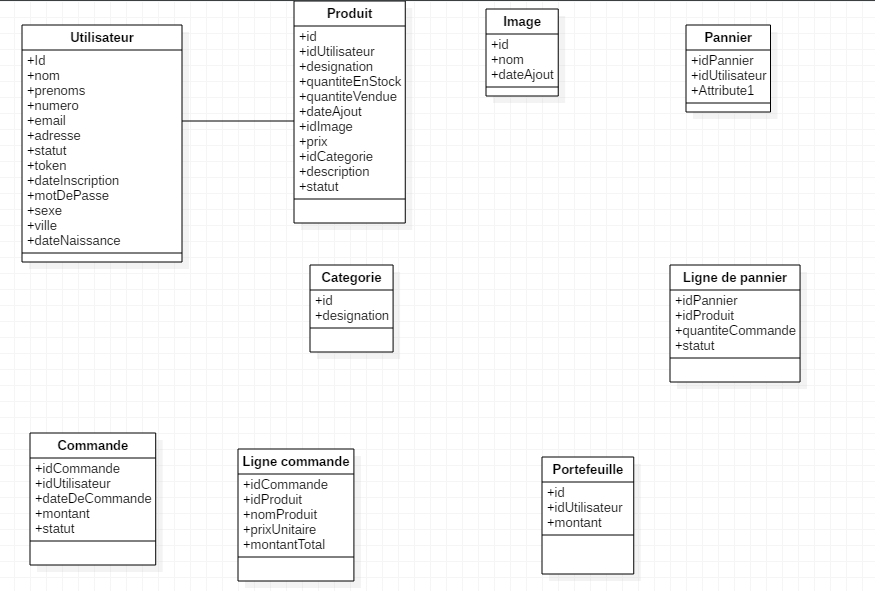 Utilisateur
+Id
+nom
+prenoms
+numero
+email
+adresse
+statut
+token
+dateInscription
+motDePasse
+sexe
+ville
+dateNaissance
Produit
+id
+idUtilisateur
+designation
+quantiteEnStock
+quantiteVendue
+dateAjout
+idImage
+prix
+idCategorie
+description
+statut
Image
+id
+nom
+dateAjout
Pannier
+idPannier
+idUtilisateur
+Attribute1
Categorie
+id
+designation
Ligne de pannier
+idPannier
+idProduit
+quantiteCommande
+statut
Commande
+idCommande
+idUtilisateur
+dateDeCommande
+montant
+statut
Ligne commande
+idCommande
+idProduit
+nomProduit
+prixUnitaire
+montantTotal
Portefeuille
+id
+idUtilisateur
+montant